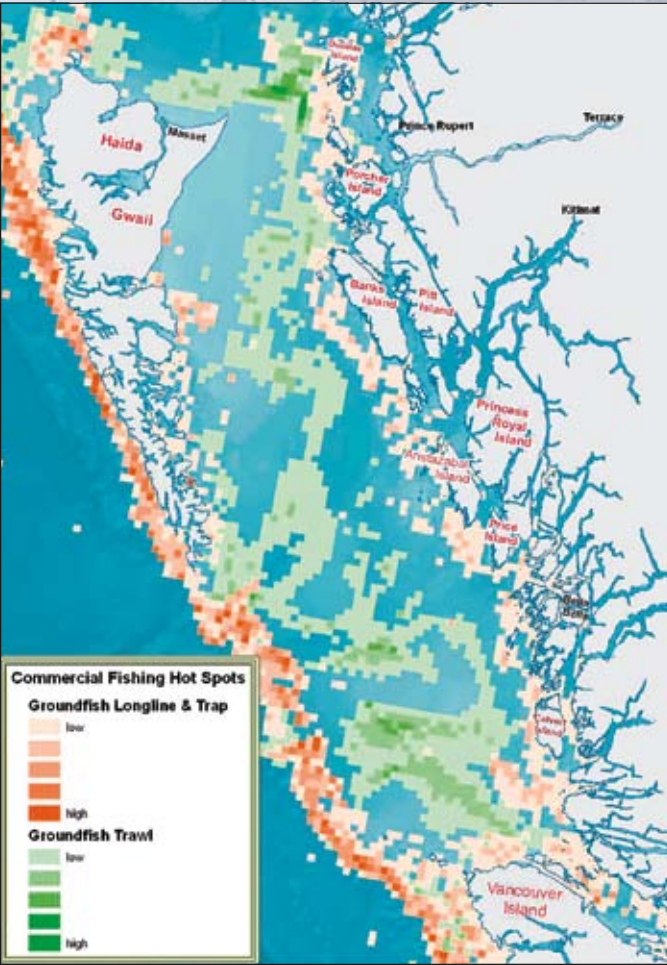 Dundas
Island
Haida
Masset
Prince Rupert
Terrace
Porcher
Island
Gwaii
Kitimat
Banks
Island
Pitt
Island
Princess
Royal
Island
Island
Price
Island
Bella
Bella
Calvert
Island
Vancouver
Island
Commercial Fishing Hot Spots
Groundfish Longline & Trap
low
high
Groundfish Trawl
low
high